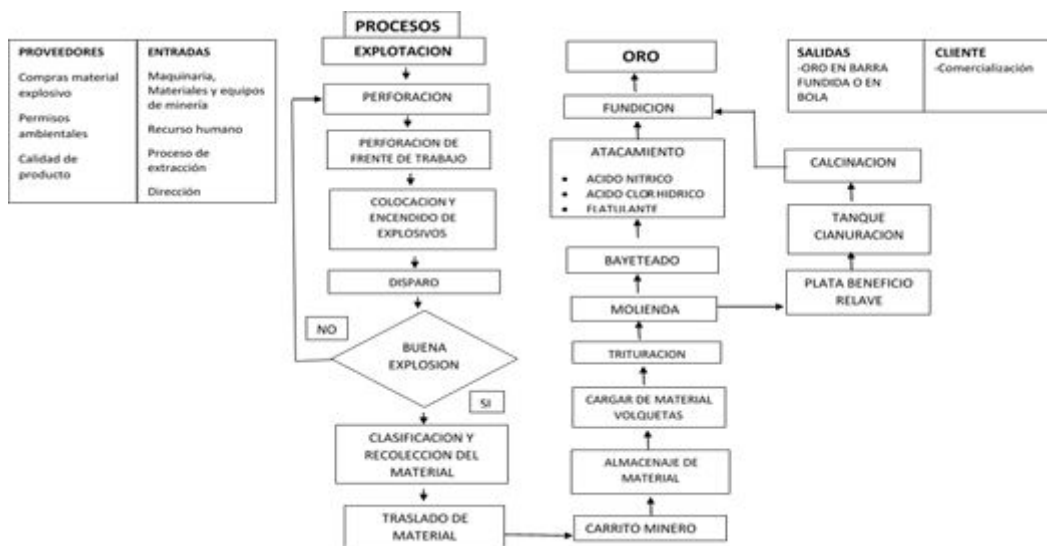 PROCESOS
EXPLOTACION
PROVEEDORES
Compras material
explosivo
Permisos
ambientales
Calidad de
producto
ENTRADAS
Maquinaria,
Materiales y equipos
de minería
Recurso humano
Proceso de
extracción
Dirección
PERFORACION
PERFORACION DE
FRENTE DE TRABAJO
COLOCACION Y
ENCENDIDO DE
EXPLOSIVOS
DISPARO
NO
BUENA
EXPLOSION
SI
CLASIFICACION Y
RECOLECCION DEL
MATERIAL
TRASLADO DE
MATERIAL
CARRITO MINERO
ALMACENAJE DE
MATERIAL
CARGAR DE MATERIAL
VOLQUETAS
TRITURACION
MOLIENDA
BAYETEADO
ATACAMIENTO
• ACIDO NITRICO
• ACIDO CLOR HIDRICO
• FLATULANTE
FUNDICION
ORO
PLATA BENEFICIO
RELAVE
TANQUE
CIANURACION
CALCINACION
SALIDAS
-ORO EN BARRA
FUNDIDA O EN
BOLA
CLIENTE
-Comercialización